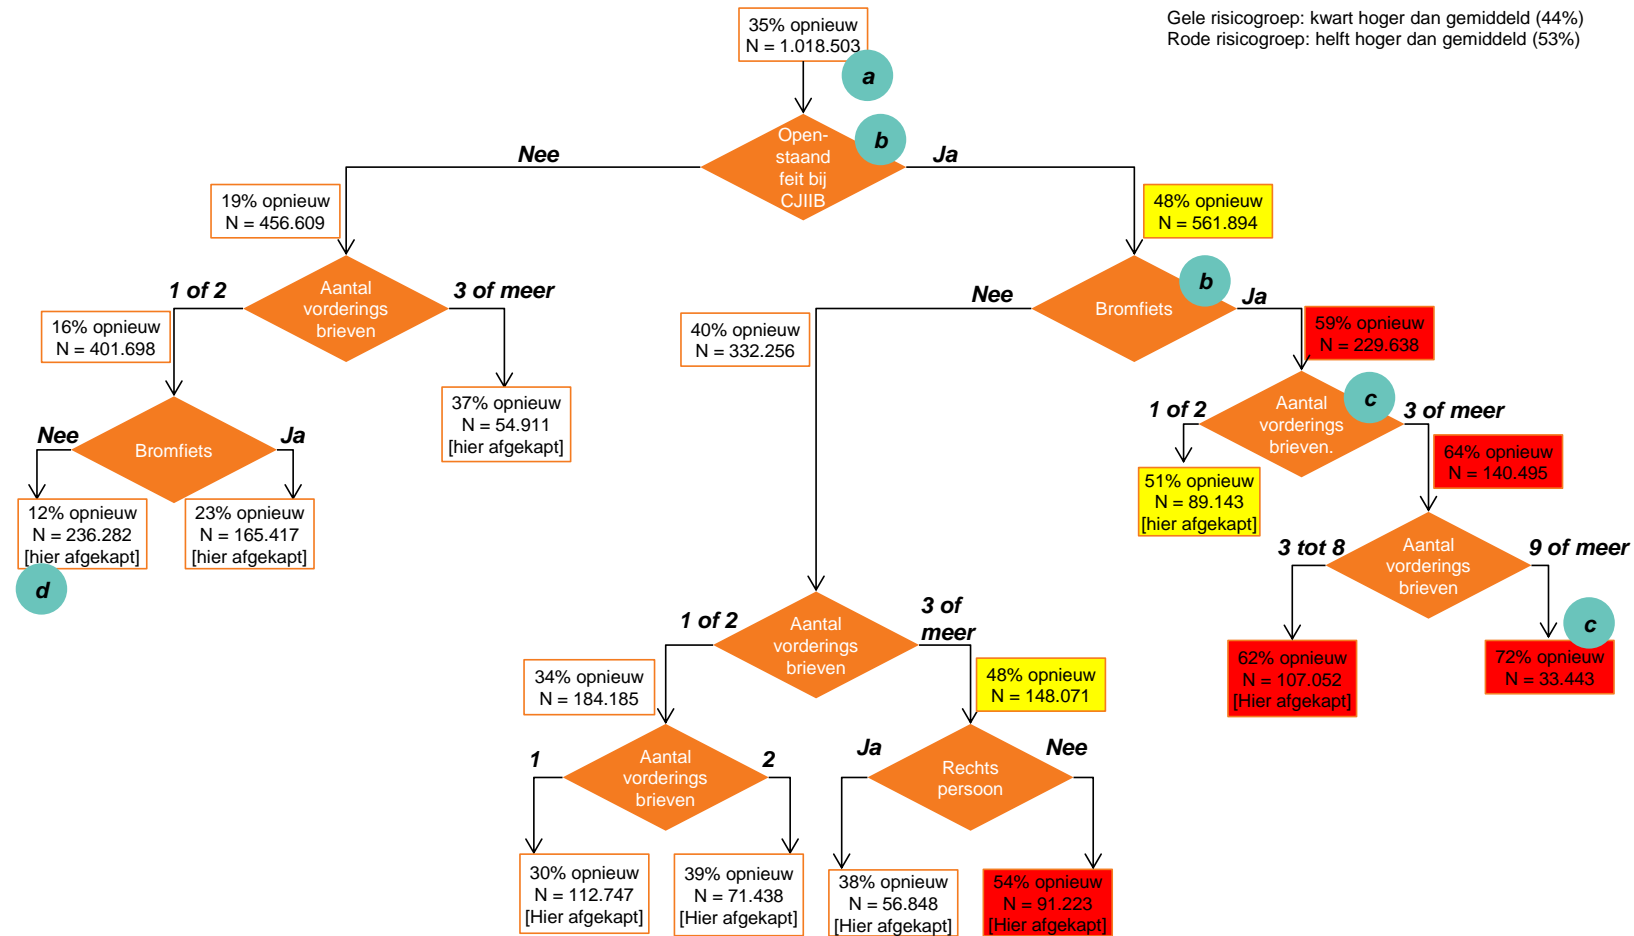 35% opnieuw
N = 1.018.503
Gele risicogroep: kwart hoger dan gemiddeld (44%)
Rode risicogroep: helft hoger dan gemiddeld (53%)
a
Open-
staand
feit bij
CJIIB
b
Nee
Ja
19% opnieuw
N = 456.609
48% opnieuw
N = 561.894
Aantal
vorderings
brieven
1 of 2
3 of meer
Bromfiets
b
Nee
Ja
16% opnieuw
N = 401.698
37% opnieuw
N = 54.911
[hier afgekapt]
40% opnieuw
N = 332.256
59% opnieuw
N = 229.638
Bromfiets
Nee
Ja
12% opnieuw
N = 236.282
[hier afgekapt]
d
23% opnieuw
N = 165.417
[hier afgekapt]
Aantal
vorderings
brieven.
c
1 of 2
3 of meer
51% opnieuw
N = 89.143
[hier afgekapt]
64% opnieuw
N = 140.495
Aantal
vorderings
brieven
3 tot 8
9 of meer
62% opnieuw
N = 107.052
[Hier afgekapt]
c
72% opnieuw
N = 33.443
Aantal
vorderings
brieven
1 of 2
3 of
meer
34% opnieuw
N = 184.185
48% opnieuw
N = 148.071
Aantal
vorderings
brieven
1
2
Rechts
persoon
Ja
Nee
30% opnieuw
N = 112.747
[Hier afgekapt]
39% opnieuw
N = 71.438
[Hier afgekapt]
38% opnieuw
N = 56.848
[Hier afgekapt]
54% opnieuw
N = 91.223
[Hier afgekapt]